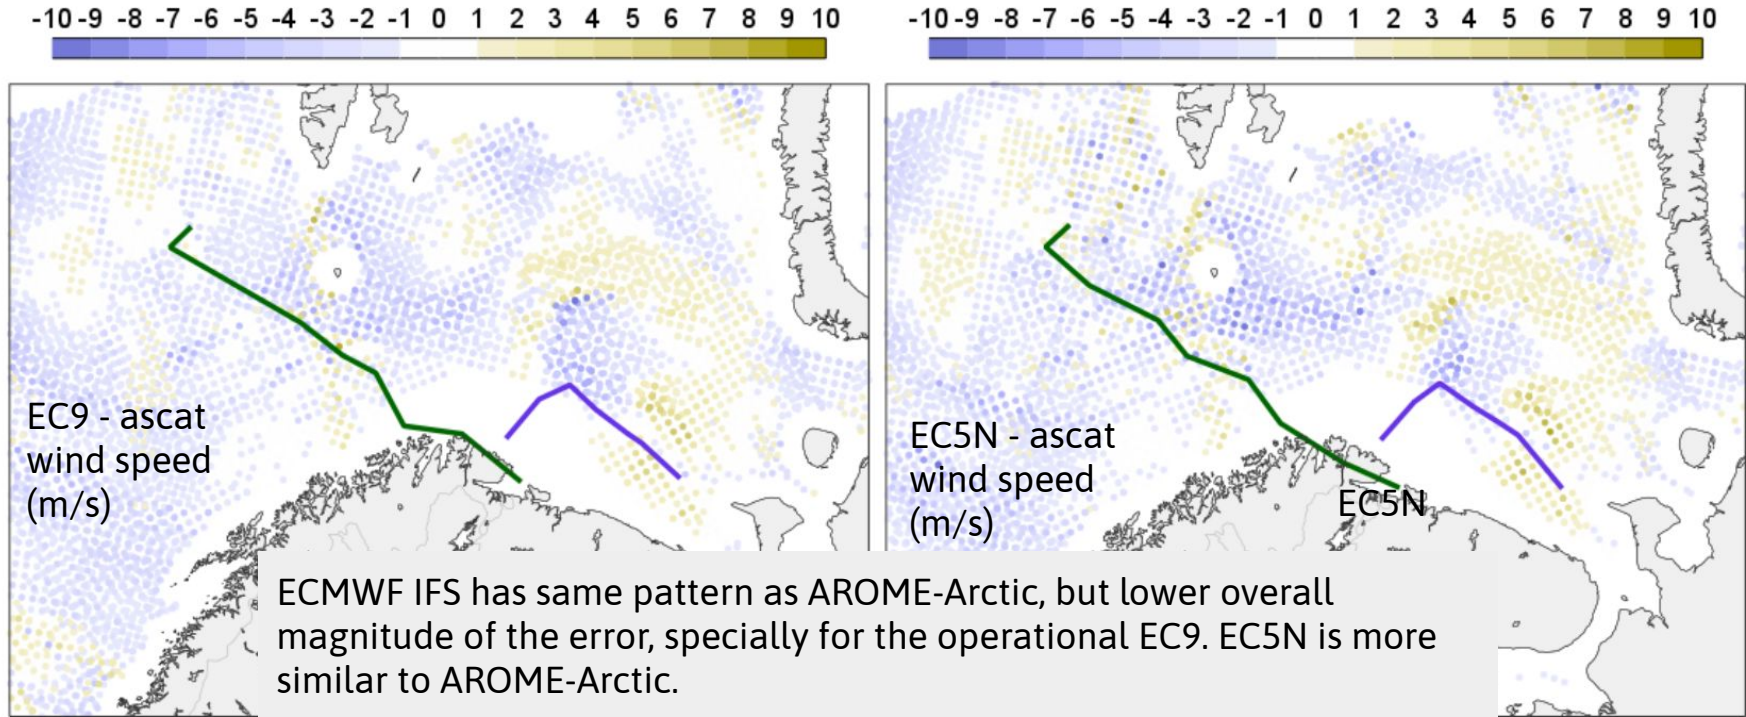 -10 -9 -8 -7 -6 -5 -4 -3 -2 -1 0 1 2 3 4 5 6 7 8 9 10
-10 -9 -8 -7 -6 -5 -4 -3 -2 -1 0 1 2 3 4 5 6 7 8 9 10
EC9 - ascat
wind speed
(m/s)
EC5N - ascat
wind speed
(m/s)
EC5N
ECMWF IFS has same pattern as AROME-Arctic, but lower overall
magnitude of the error, specially for the operational EC9. EC5N is more
similar to AROME-Arctic.